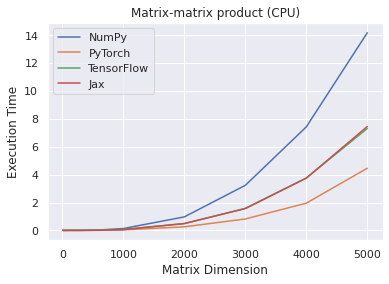 Matrix-matrix product (CPU)
NumPy
PyTorch
TensorFlow
Jax
Execution Time
14
12
10
8
6
4
2
0
0 1000 2000 3000 4000 5000
Matrix Dimension